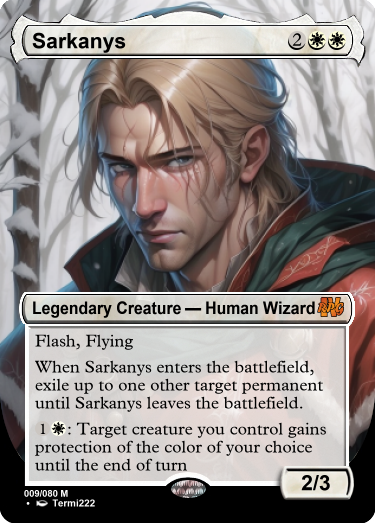 Sarkanys 2
Legendary Creature — Human Wizard
Flash, Flying
When Sarkanys enters the battlefield,
exile up to one other target permanent
until Sarkanys leaves the battlefield.
1 : Target creature you control gains
protection of the color of your choice
until the end of turn
2/3
009/080 M
• Termi222